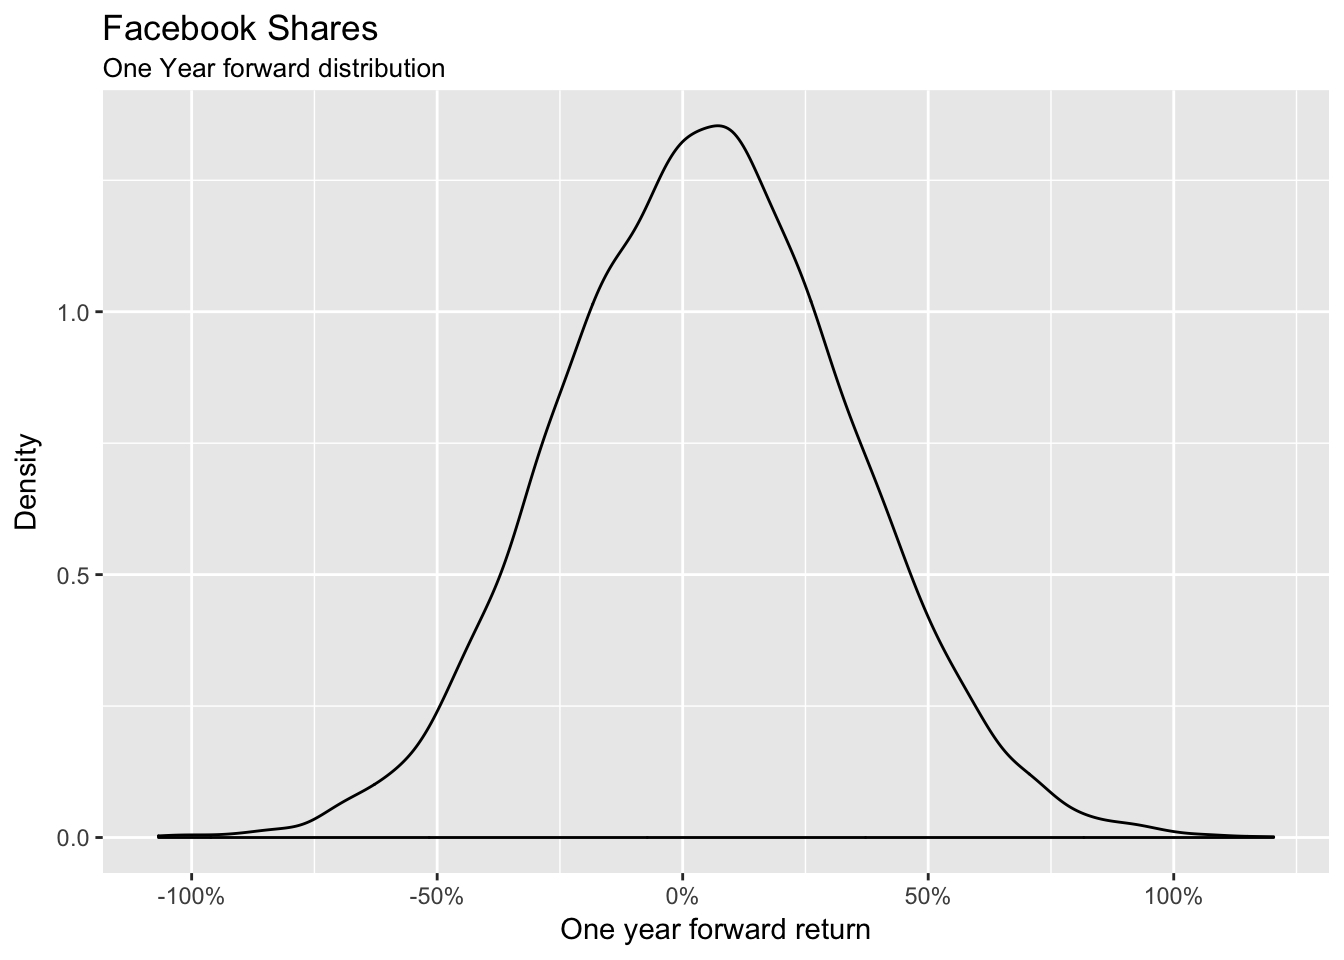 Facebook Shares
One Year forward distribution
Density
1.0
0.5
0.0
-100% -50% 0% 50% 100%
One year forward return